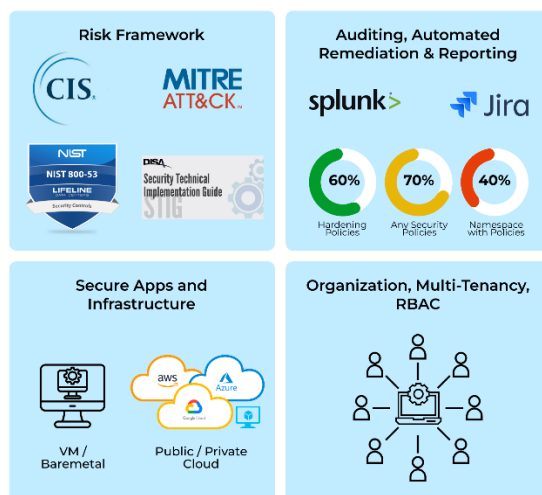 Risk Framework
CIS
MITRE
ATT&CK
NIST
NIST 800-53
LIFELINE
Security Controls
DISA
Security Technical
Implementation Guide
STIG
Auditing, Automated
Remediation & Reporting
splunk>
Jira
60%
70%
40%
Hardening
Policies
Any Security
Policies
Namespace
with Policies
Secure Apps and
Infrastructure
aws
Azure
Google Cloud
VM /
Baremetal
Public / Private
Cloud
Organization, Multi-Tenancy,
RBAC